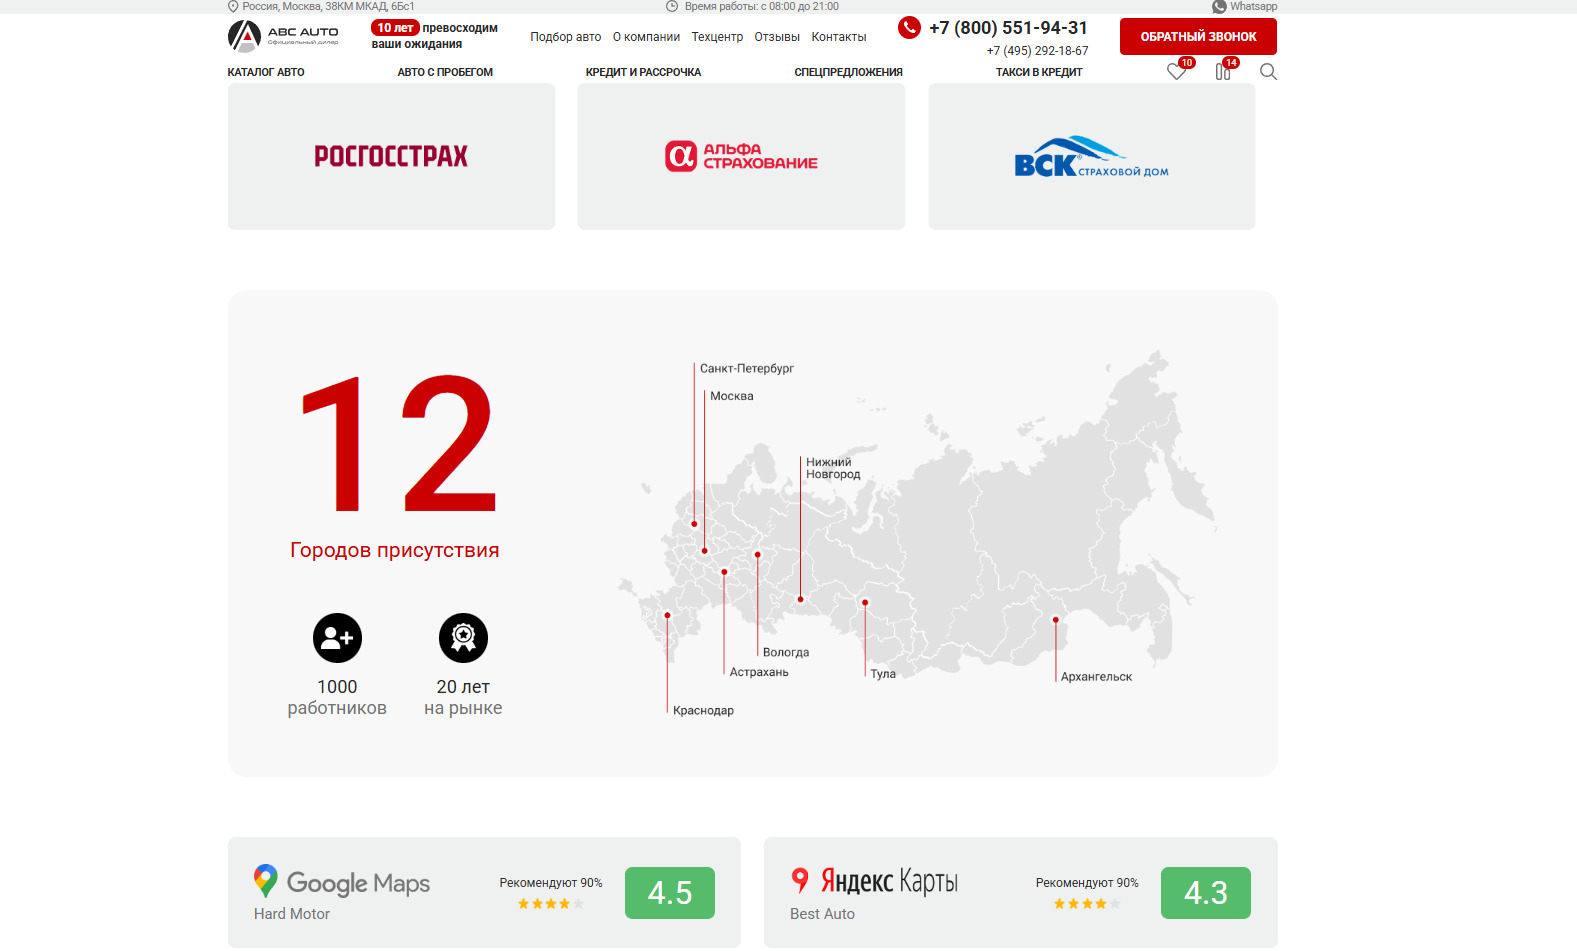 Россия, Москва, 38КМ МКАД, 6Бс1
Время работы: с 08:00 до 21:00
Whatsapp
ABC AUTO
Официальный дилер
10 лет превосходим
ваши ожидания
Подбор авто О компании Техцентр Отзывы Контакты
+7 (800) 551-94-31
+7 (495) 292-18-67
ОБРАТНЫЙ ЗВОНОК
КАТАЛОГ АВТО АВТО С ПРОБЕГОМ КРЕДИТ И РАССРОЧКА СПЕЦПРЕДЛОЖЕНИЯ ТАКСИ В КРЕДИТ
10
14
РОСГОССТРАХ
α АЛЬФА
СТРАХОВАНИЕ
ВСК® СТРАХОВОЙ ДОМ
12
Городов присутствия
1000
работников
20 лет
на рынке
Санкт-Петербург
Москва
Нижний
Новгород
Вологда
Астрахань
Тула
Архангельск
Краснодар
Google Maps
Hard Motor
Рекомендуют 90%
4.5
Яндекс Карты
Best Auto
Рекомендуют 90%
4.3